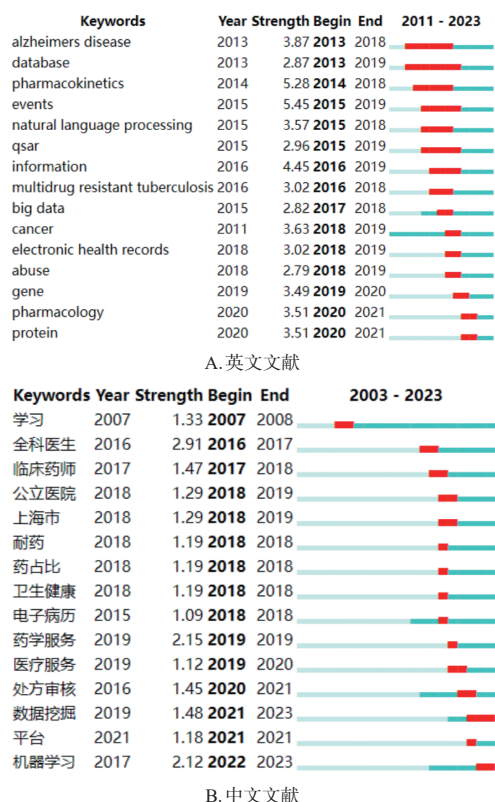 Keywords Year Strength Begin End 2011 - 2023
alzheimers disease 2013 3.87 2013 2018
database 2013 2.87 2013 2019
pharmacokinetics 2014 5.28 2014 2018
events 2015 5.45 2015 2019
natural language processing 2015 3.57 2015 2018
qsar 2015 2.96 2015 2019
information 2016 4.45 2016 2019
multidrug resistant tuberculosis 2016 3.02 2016 2018
big data 2015 2.82 2017 2018
cancer 2011 3.63 2018 2019
electronic health records 2018 3.02 2018 2019
abuse 2018 2.79 2018 2019
gene 2019 3.49 2019 2020
pharmacology 2020 3.51 2020 2021
protein 2020 3.51 2020 2021
A.英文文献
Keywords Year Strength Begin End 2003 - 2023
学习 2007 1.33 2007 2008
全科医生 2016 2.91 2016 2017
临床药师 2017 1.47 2017 2018
公立医院 2018 1.29 2018 2019
上海市 2018 1.29 2018 2019
耐药 2018 1.19 2018 2018
药占比 2018 1.19 2018 2018
卫生健康 2018 1.19 2018 2018
电子病历 2015 1.09 2018 2018
药学服务 2019 2.15 2019 2019
医疗服务 2019 1.12 2019 2020
处方审核 2016 1.45 2020 2021
数据挖掘 2019 1.48 2021 2023
平台 2021 1.18 2021 2021
机器学习 2017 2.12 2022 2023
B.中文文献